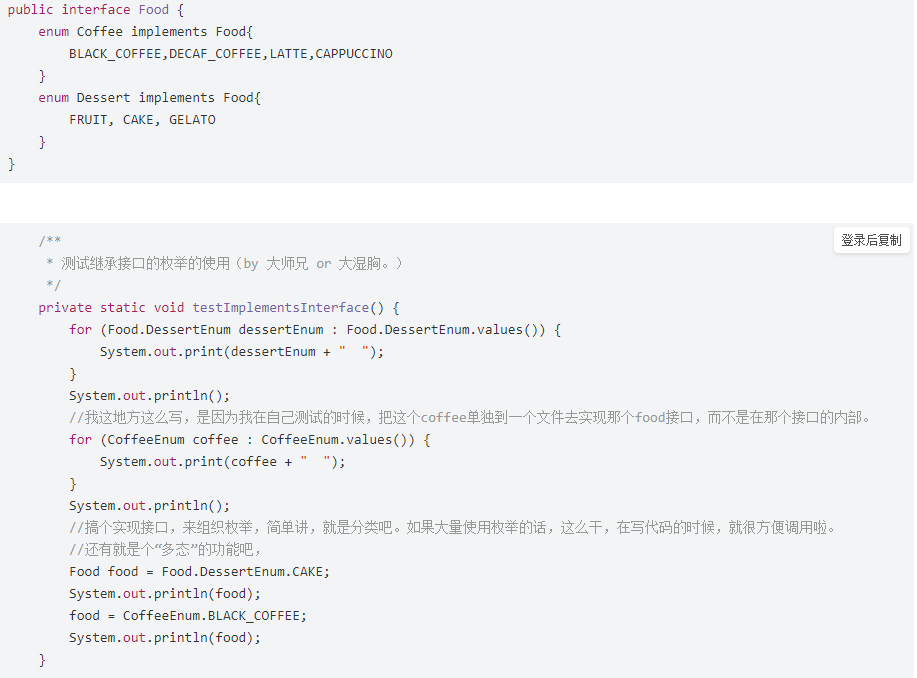 public interface Food {
    enum Coffee implements Food{
        BLACK_COFFEE,DECAF_COFFEE,LATTE,CAPPUCCINO
    }
    enum Dessert implements Food{
        FRUIT, CAKE, GELATO
    }
}
登录后复制
    /**
     * 测试继承接口的枚举的使用（by 大师兄 or 大湿胸。）
     */
    private static void testImplementsInterface() {
        for (Food.DessertEnum dessertEnum : Food.DessertEnum.values()) {
            System.out.print(dessertEnum + "  ");
        }
        System.out.println();
        //我这地方这么写，是因为我在自己测试的时候，把这个coffee单独到一个文件去实现那个food接口，而不是在那个接口的内部。
        for (CoffeeEnum coffee : CoffeeEnum.values()) {
            System.out.print(coffee + "  ");
        }
        System.out.println();
        //搞个实现接口，来组织枚举，简单讲，就是分类吧。如果大量使用枚举的话，这么干，在写代码的时候，就很方便调用啦。
        //还有就是个“多态”的功能吧，
        Food food = Food.DessertEnum.CAKE;
        System.out.println(food);
        food = CoffeeEnum.BLACK_COFFEE;
        System.out.println(food);
    }